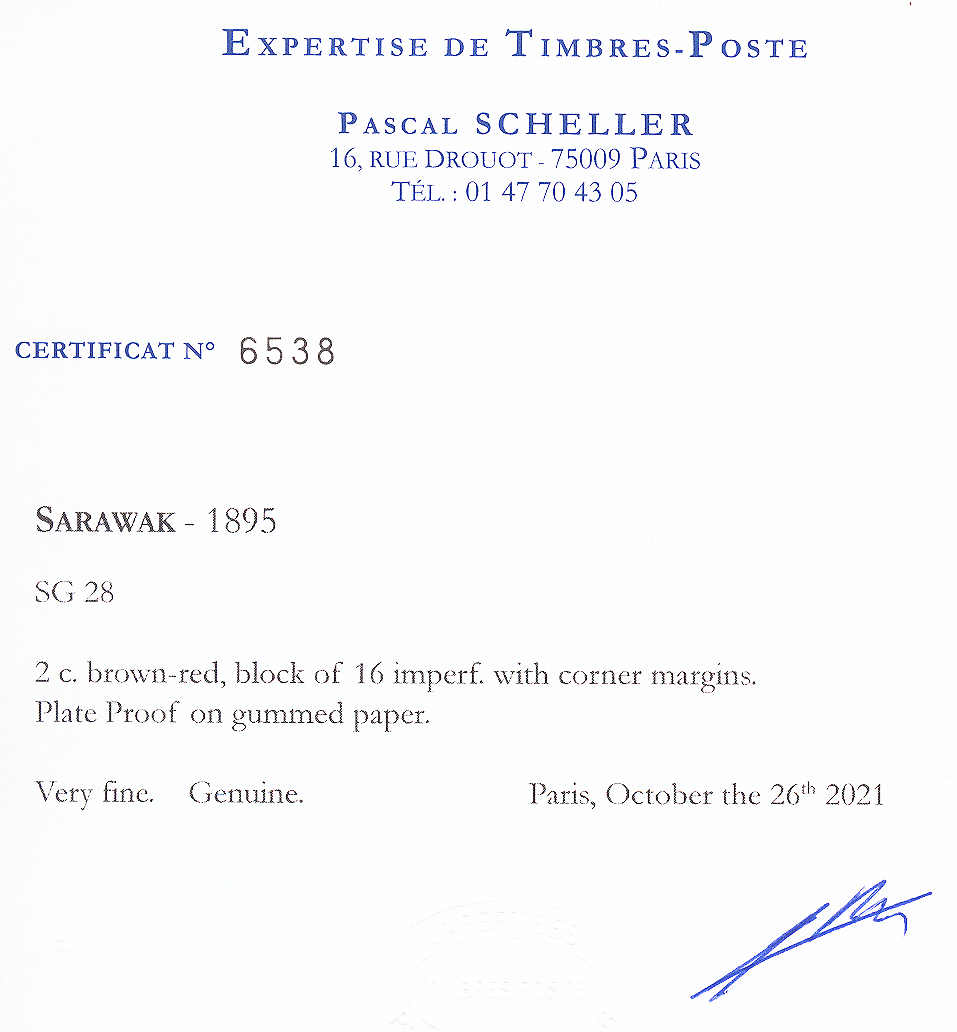 EXPERTISE DE TIMBRES-POSTE
PASCAL SCHELLER
16, RUE DROUOT - 75009 PARIS
TÉL. : 01 47 70 43 05
CERTIFICAT N° 6538
SARAWAK - 1895
SG 28
2 c. brown-red, block of 16 imperf. with corner margins.
Plate Proof on gummed paper.
Very fine. Genuine. Paris, October the 26th 2021